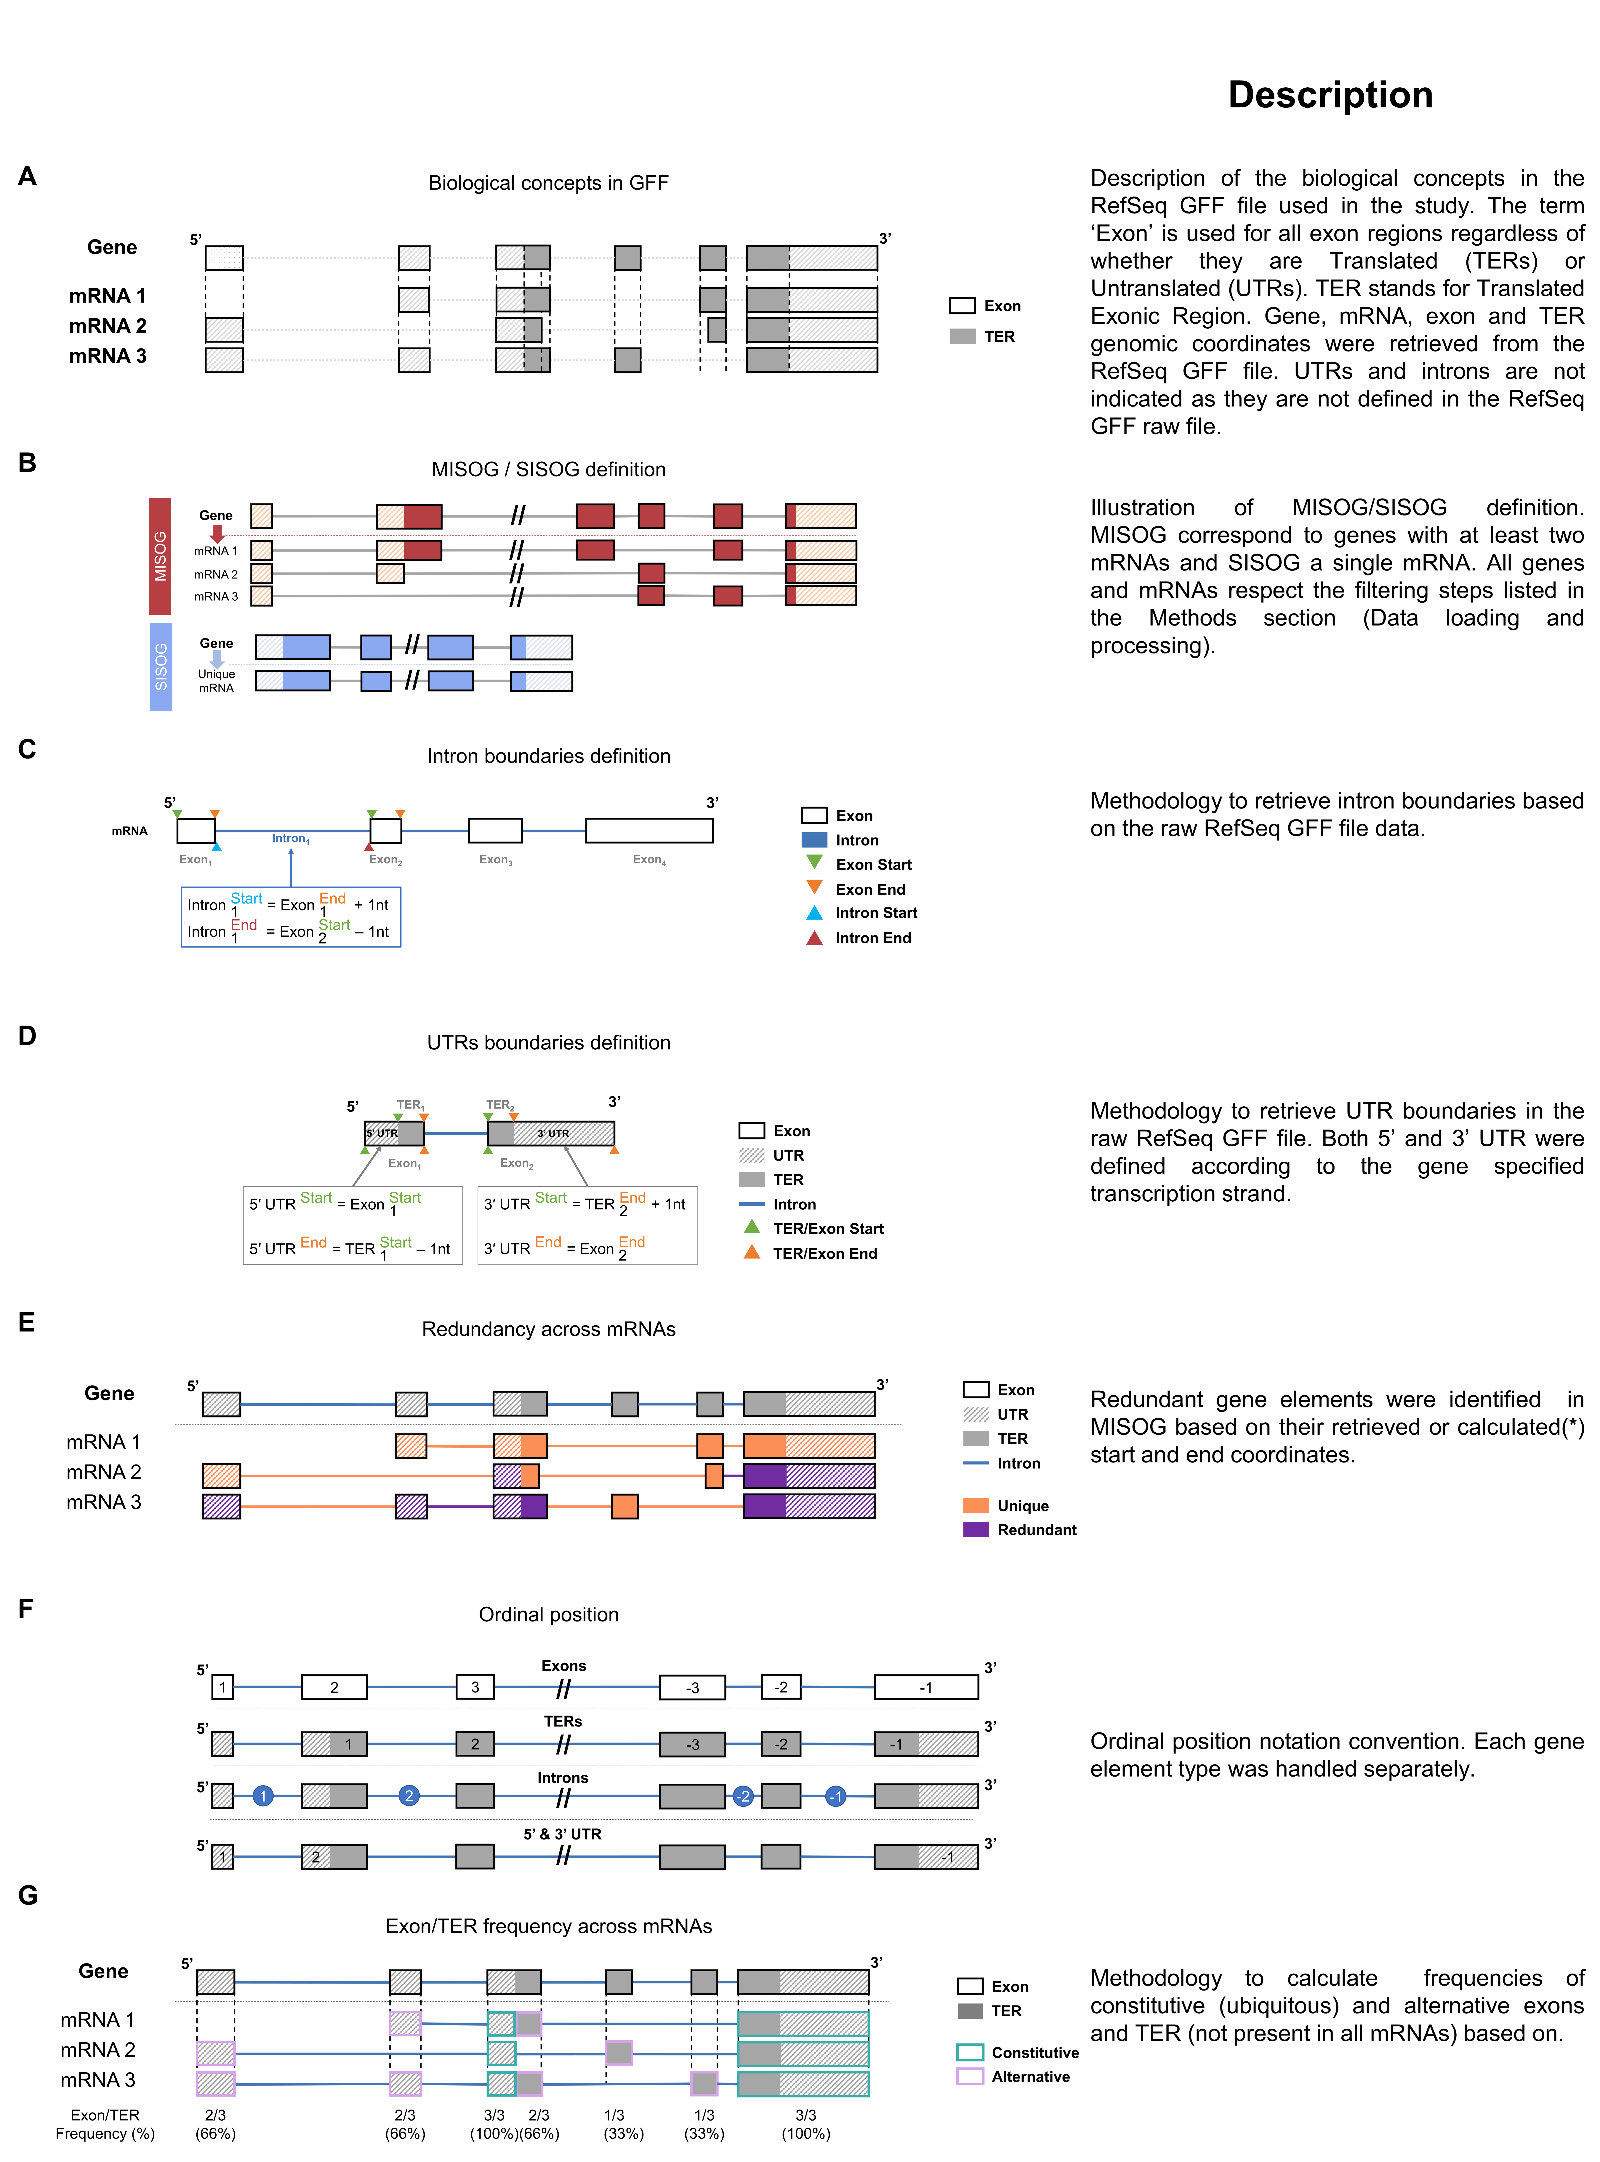 Description
A
Biological concepts in GFF
5’
3’
Gene
mRNA 1
mRNA 2
mRNA 3
Exon
TER
Description of the biological concepts in the
RefSeq GFF file used in the study. The term
‘Exon’ is used for all exon regions regardless of
whether they are Translated (TERs) or
Untranslated (UTRs). TER stands for Translated
Exonic Region. Gene, mRNA, exon and TER
genomic coordinates were retrieved from the
RefSeq GFF file. UTRs and introns are not
indicated as they are not defined in the RefSeq
GFF raw file.
B
MISOG / SISOG definition
MISOG
Gene
mRNA 1
mRNA 2
mRNA 3
SISOG
Gene
Unique
mRNA
Illustration of MISOG/SISOG definition.
MISOG correspond to genes with at least two
mRNAs and SISOG a single mRNA. All genes
and mRNAs respect the filtering steps listed in
the Methods section (Data loading and
processing).
C
Intron boundaries definition
5’
3’
mRNA
Intron1
Exon1
Exon2
Exon3
Exon4
Intron 1 Start = Exon 1 End + 1nt
Intron 1 End = Exon 2 Start – 1nt
Exon
Intron
Exon Start
Exon End
Intron Start
Intron End
Methodology to retrieve intron boundaries based
on the raw RefSeq GFF file data.
D
UTRs boundaries definition
5’
TER1
TER2
3’
5' UTR
3' UTR
Exon1
Exon2
5′ UTR Start = Exon 1 Start
5′ UTR End = TER 1 Start – 1nt
3′ UTR Start = TER 2 End + 1nt
3′ UTR End = Exon 2 End
Exon
UTR
TER
Intron
TER/Exon Start
TER/Exon End
Methodology to retrieve UTR boundaries in the
raw RefSeq GFF file. Both 5’ and 3’ UTR were
defined according to the gene specified
transcription strand.
E
Redundancy across mRNAs
5’
3’
Gene
mRNA 1
mRNA 2
mRNA 3
Exon
UTR
TER
Intron
Unique
Redundant
Redundant gene elements were identified in
MISOG based on their retrieved or calculated(*)
start and end coordinates.
F
Ordinal position
Exons
5’
3’
1 2 3 -3 -2 -1
TERs
5’
3’
1 2 -3 -2 -1
Introns
5’
3’
1 2 -2 -1
5’ & 3’ UTR
5’
3’
1 2 -1
Ordinal position notation convention. Each gene
element type was handled separately.
G
Exon/TER frequency across mRNAs
5’
3’
Gene
mRNA 1
mRNA 2
mRNA 3
Exon/TER 2/3 2/3 3/3 2/3 1/3 1/3 3/3
Frequency (%) (66%) (66%) (100%)(66%) (33%) (33%) (100%)
Exon
TER
Constitutive
Alternative
Methodology to calculate frequencies of
constitutive (ubiquitous) and alternative exons
and TER (not present in all mRNAs) based on.